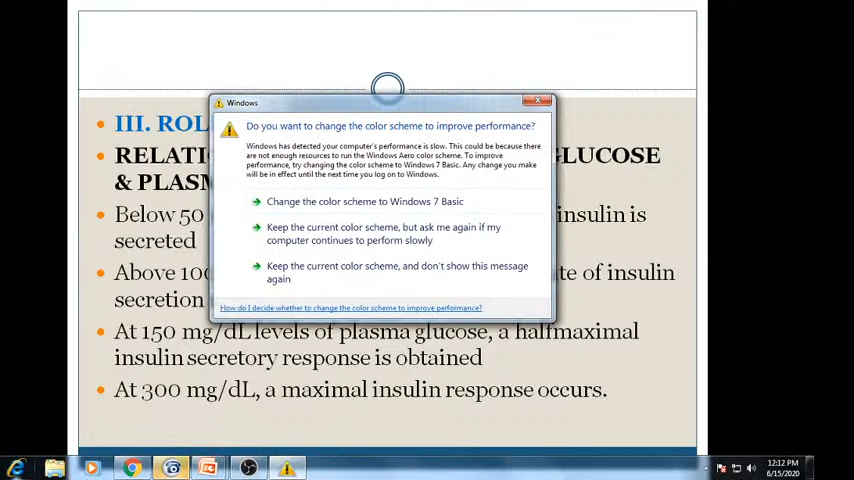 Windows
Do you want to change the color scheme to improve performance?
Windows has detected your computer's performance is slow. This could be because
there are not enough resources to run the Windows Aero color scheme. To improve
performance, try changing the color scheme to Windows 7 Basic. Any change you make
will be in effect until the next time you log on to Windows.
Change the color scheme to Windows 7 Basic
Keep the current color scheme, but ask me again if my
computer continues to perform slowly
Keep the current color scheme, and don't show this message
again
How do I decide whether to change the color scheme to improve performance?
III. ROL
RELATI GLUCOSE
& PLASM
Below 50 insulin is
secreted
Above 100 te of insulin
secretion
At 150 mg/dL levels of plasma glucose, a halfmaximal
insulin secretory response is obtained
At 300 mg/dL, a maximal insulin response occurs.
12:12 PM
6/15/2020